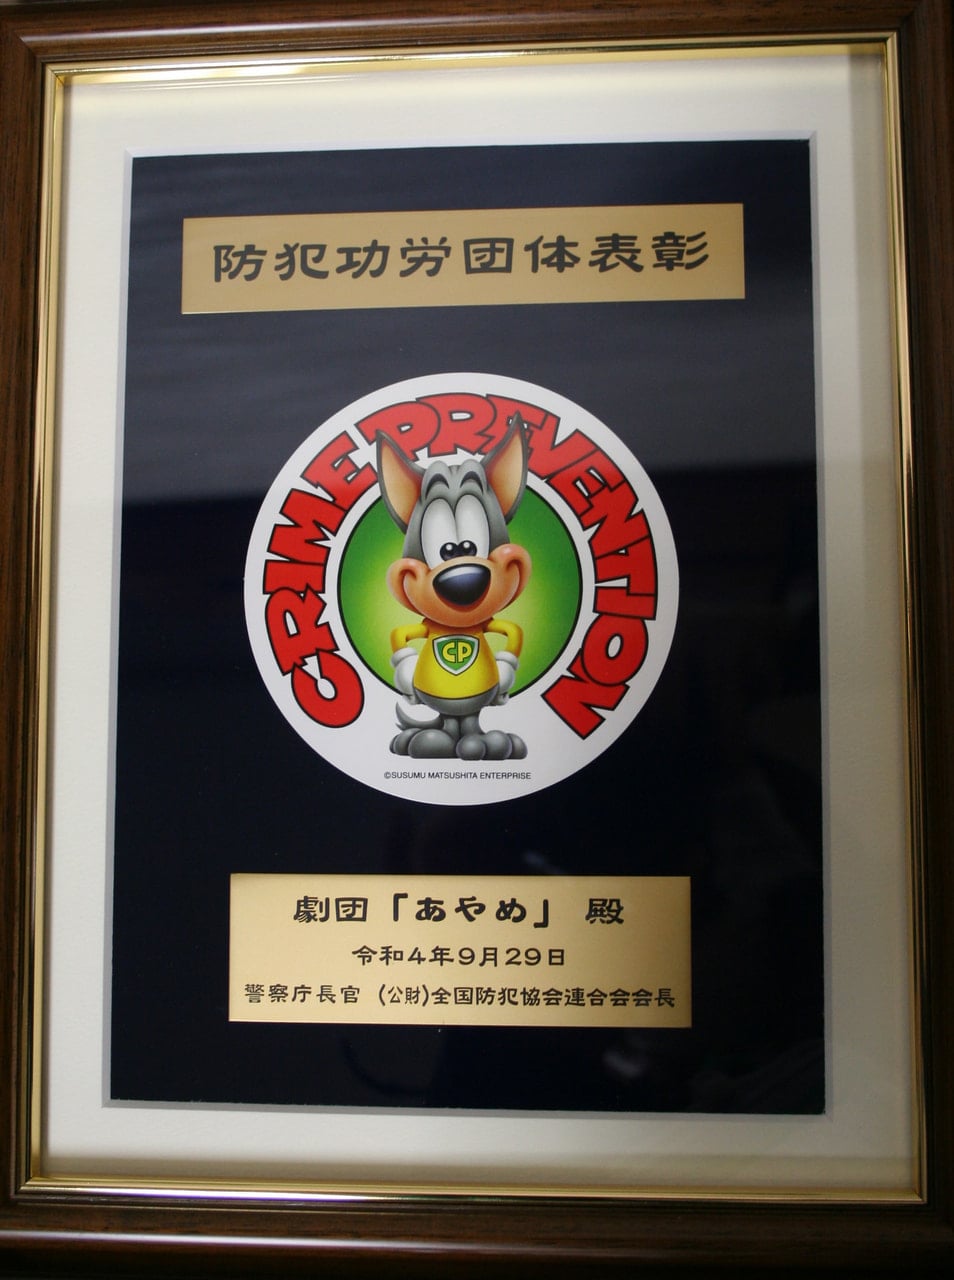 防犯功労団体表彰
CRIME PREVENTION
CP
©SUSUMU MATSUSHITA ENTERPRISE
劇団「あやめ」 殿
令和4年9月29日
警察庁長官 (公財)全国防犯協会連合会会長